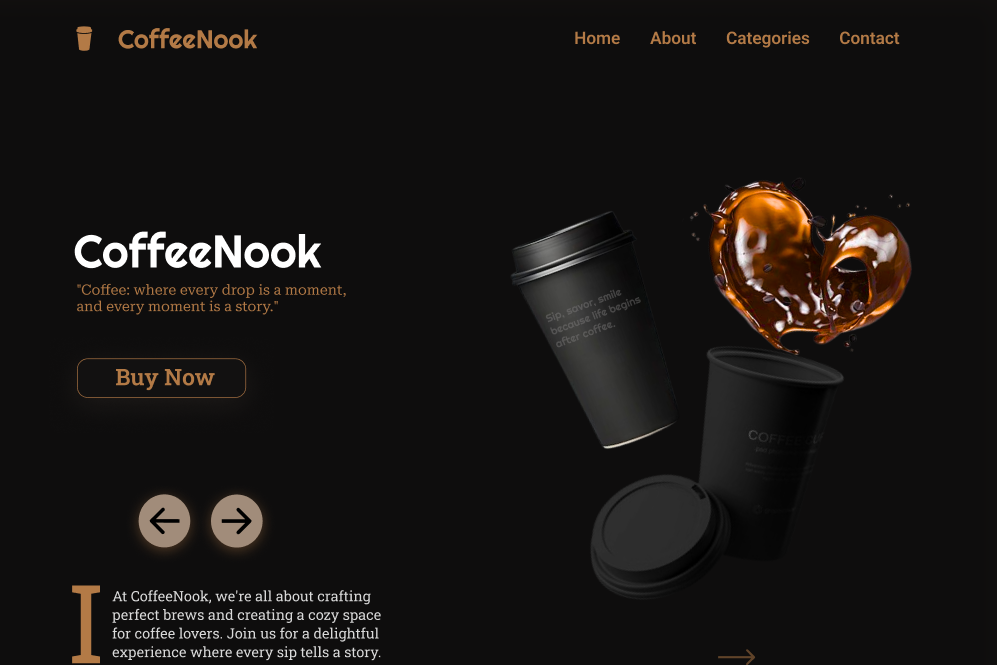 CoffeeNook
Home About Categories Contact
CoffeeNook
"Coffee: where every drop is a moment,
and every moment is a story."
Sip, savor, smile
because life begins
after coffee.
Buy Now
At CoffeeNook, we're all about crafting
perfect brews and creating a cozy space
for coffee lovers. Join us for a delightful
experience where every sip tells a story.